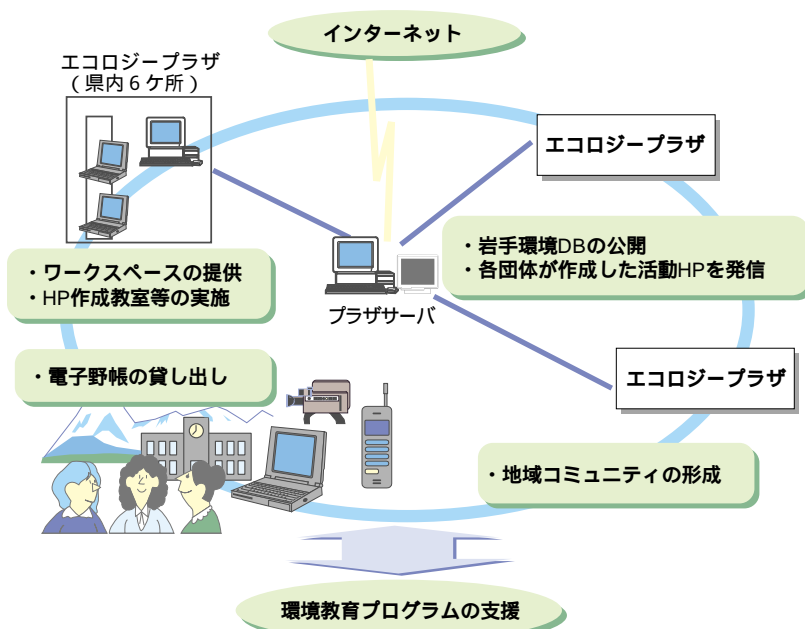 インターネット
エコロジープラザ
（県内６ケ所）
エコロジープラザ
・岩手環境DBの公開
・各団体が作成した活動HPを発信
・ワークスペースの提供
・HP作成教室等の実施
プラザサーバ
・電子野帳の貸し出し
エコロジープラザ
・地域コミュニティの形成
環境教育プログラムの支援